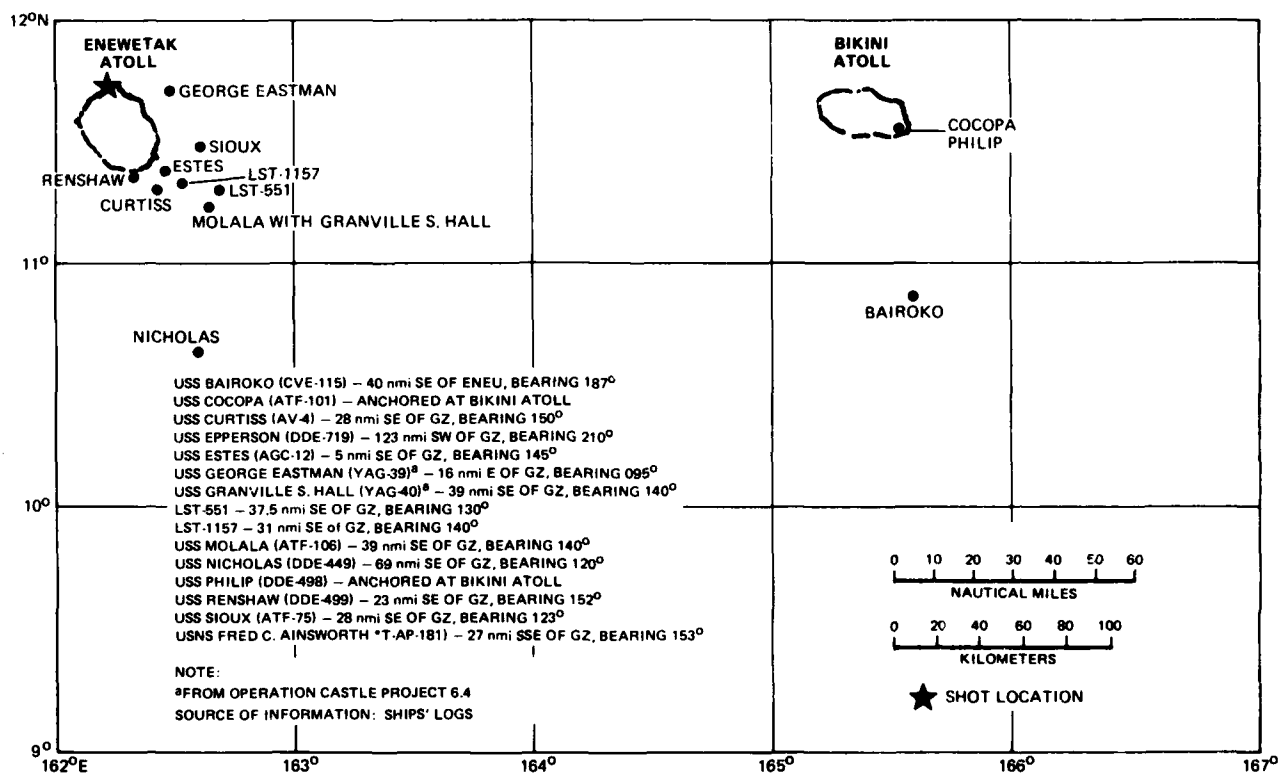 12°N
ENEWETAK
ATOLL
GEORGE EASTMAN
SIOUX
ESTES
LST-1157
RENSHAW
LST-551
CURTISS
MOLALA WITH GRANVILLE S. HALL
BIKINI
ATOLL
COCOPA
PHILIP
11°
NICHOLAS
BAIROKO
USS BAIROKO (CVE-115) – 40 nmi SE OF ENEU, BEARING 187°
USS COCOPA (ATF-101) – ANCHORED AT BIKINI ATOLL
USS CURTISS (AV-4) – 28 nmi SE OF GZ, BEARING 150°
USS EPPERSON (DDE-719) – 123 nmi SW OF GZ, BEARING 210°
USS ESTES (AGC-12) – 5 nmi SE OF GZ, BEARING 145°
USS GEORGE EASTMAN (YAG-39)ª – 16 nmi E OF GZ, BEARING 095°
USS GRANVILLE S. HALL (YAG-40)ª – 39 nmi SE OF GZ, BEARING 140°
LST-551 – 37.5 nmi SE OF GZ, BEARING 130°
LST-1157 – 31 nmi SE of GZ, BEARING 140°
USS MOLALA (ATF-106) – 39 nmi SE OF GZ, BEARING 140°
USS NICHOLAS (DDE-449) – 69 nmi SE OF GZ, BEARING 120°
USS PHILIP (DDE-498) – ANCHORED AT BIKINI ATOLL
USS RENSHAW (DDE-499) – 23 nmi SE OF GZ, BEARING 152°
USS SIOUX (ATF-75) – 28 nmi SE OF GZ, BEARING 123°
USNS FRED C. AINSWORTH *T-AP-181) – 27 nmi SSE OF GZ, BEARING 153°
NOTE:
ªFROM OPERATION CASTLE PROJECT 6.4
SOURCE OF INFORMATION: SHIPS' LOGS
10°
0 10 20 30 40 50 60
NAUTICAL MILES
0 20 40 60 80 100
KILOMETERS
SHOT LOCATION
9°
162°E 163° 164° 165° 166° 167°